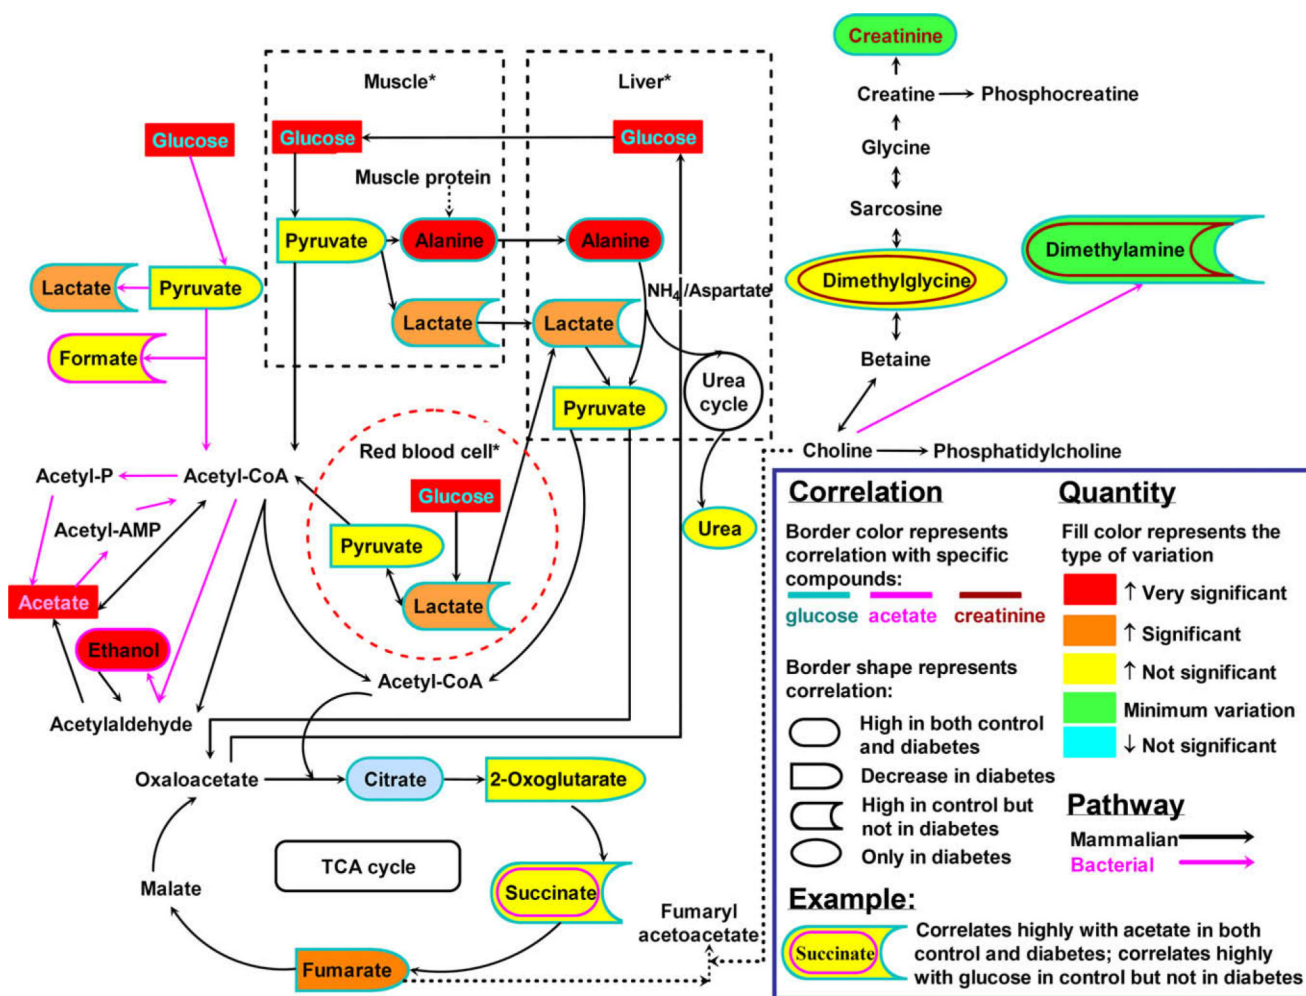 Creatinine
Muscle*
Liver*
Creatine
Phosphocreatine
Glucose
Glucose
Glucose
Glycine
Muscle protein
Sarcosine
Pyruvate
Alanine
Alanine
Dimethylamine
Lactate
Pyruvate
NH4/Aspartate
Dimethylglycine
Lactate
Lactate
Formate
Betaine
Urea
cycle
Pyruvate
Red blood cell*
Choline
Phosphatidylcholine
Acetyl-P
Acetyl-CoA
Glucose
Acetyl-AMP
Urea
Pyruvate
Acetate
Lactate
Ethanol
Acetyl-CoA
Acetylaldehyde
Oxaloacetate
Citrate
2-Oxoglutarate
TCA cycle
Malate
Succinate
Fumaryl
acetoacetate
Fumarate
Correlation
Border color represents
correlation with specific
compounds:
glucose acetate creatinine
Border shape represents
correlation:
High in both control
and diabetes
Decrease in diabetes
High in control but
not in diabetes
Only in diabetes
Quantity
Fill color represents the
type of variation
↑ Very significant
↑ Significant
↑ Not significant
Minimum variation
↓ Not significant
Pathway
Mammalian
Bacterial
Example:
Succinate
Correlates highly with acetate in both
control and diabetes; correlates highly
with glucose in control but not in diabetes